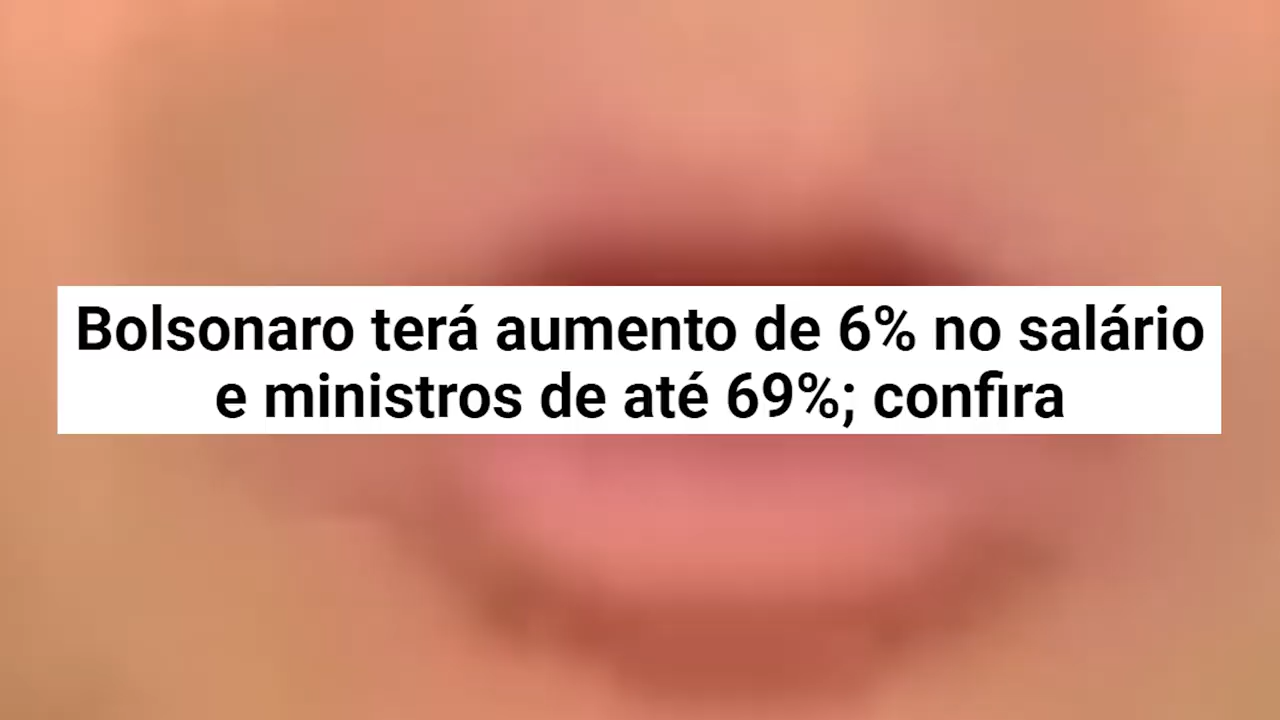 Bolsonaro terá aumento de 6% no salário
e ministros de até 69%; confira